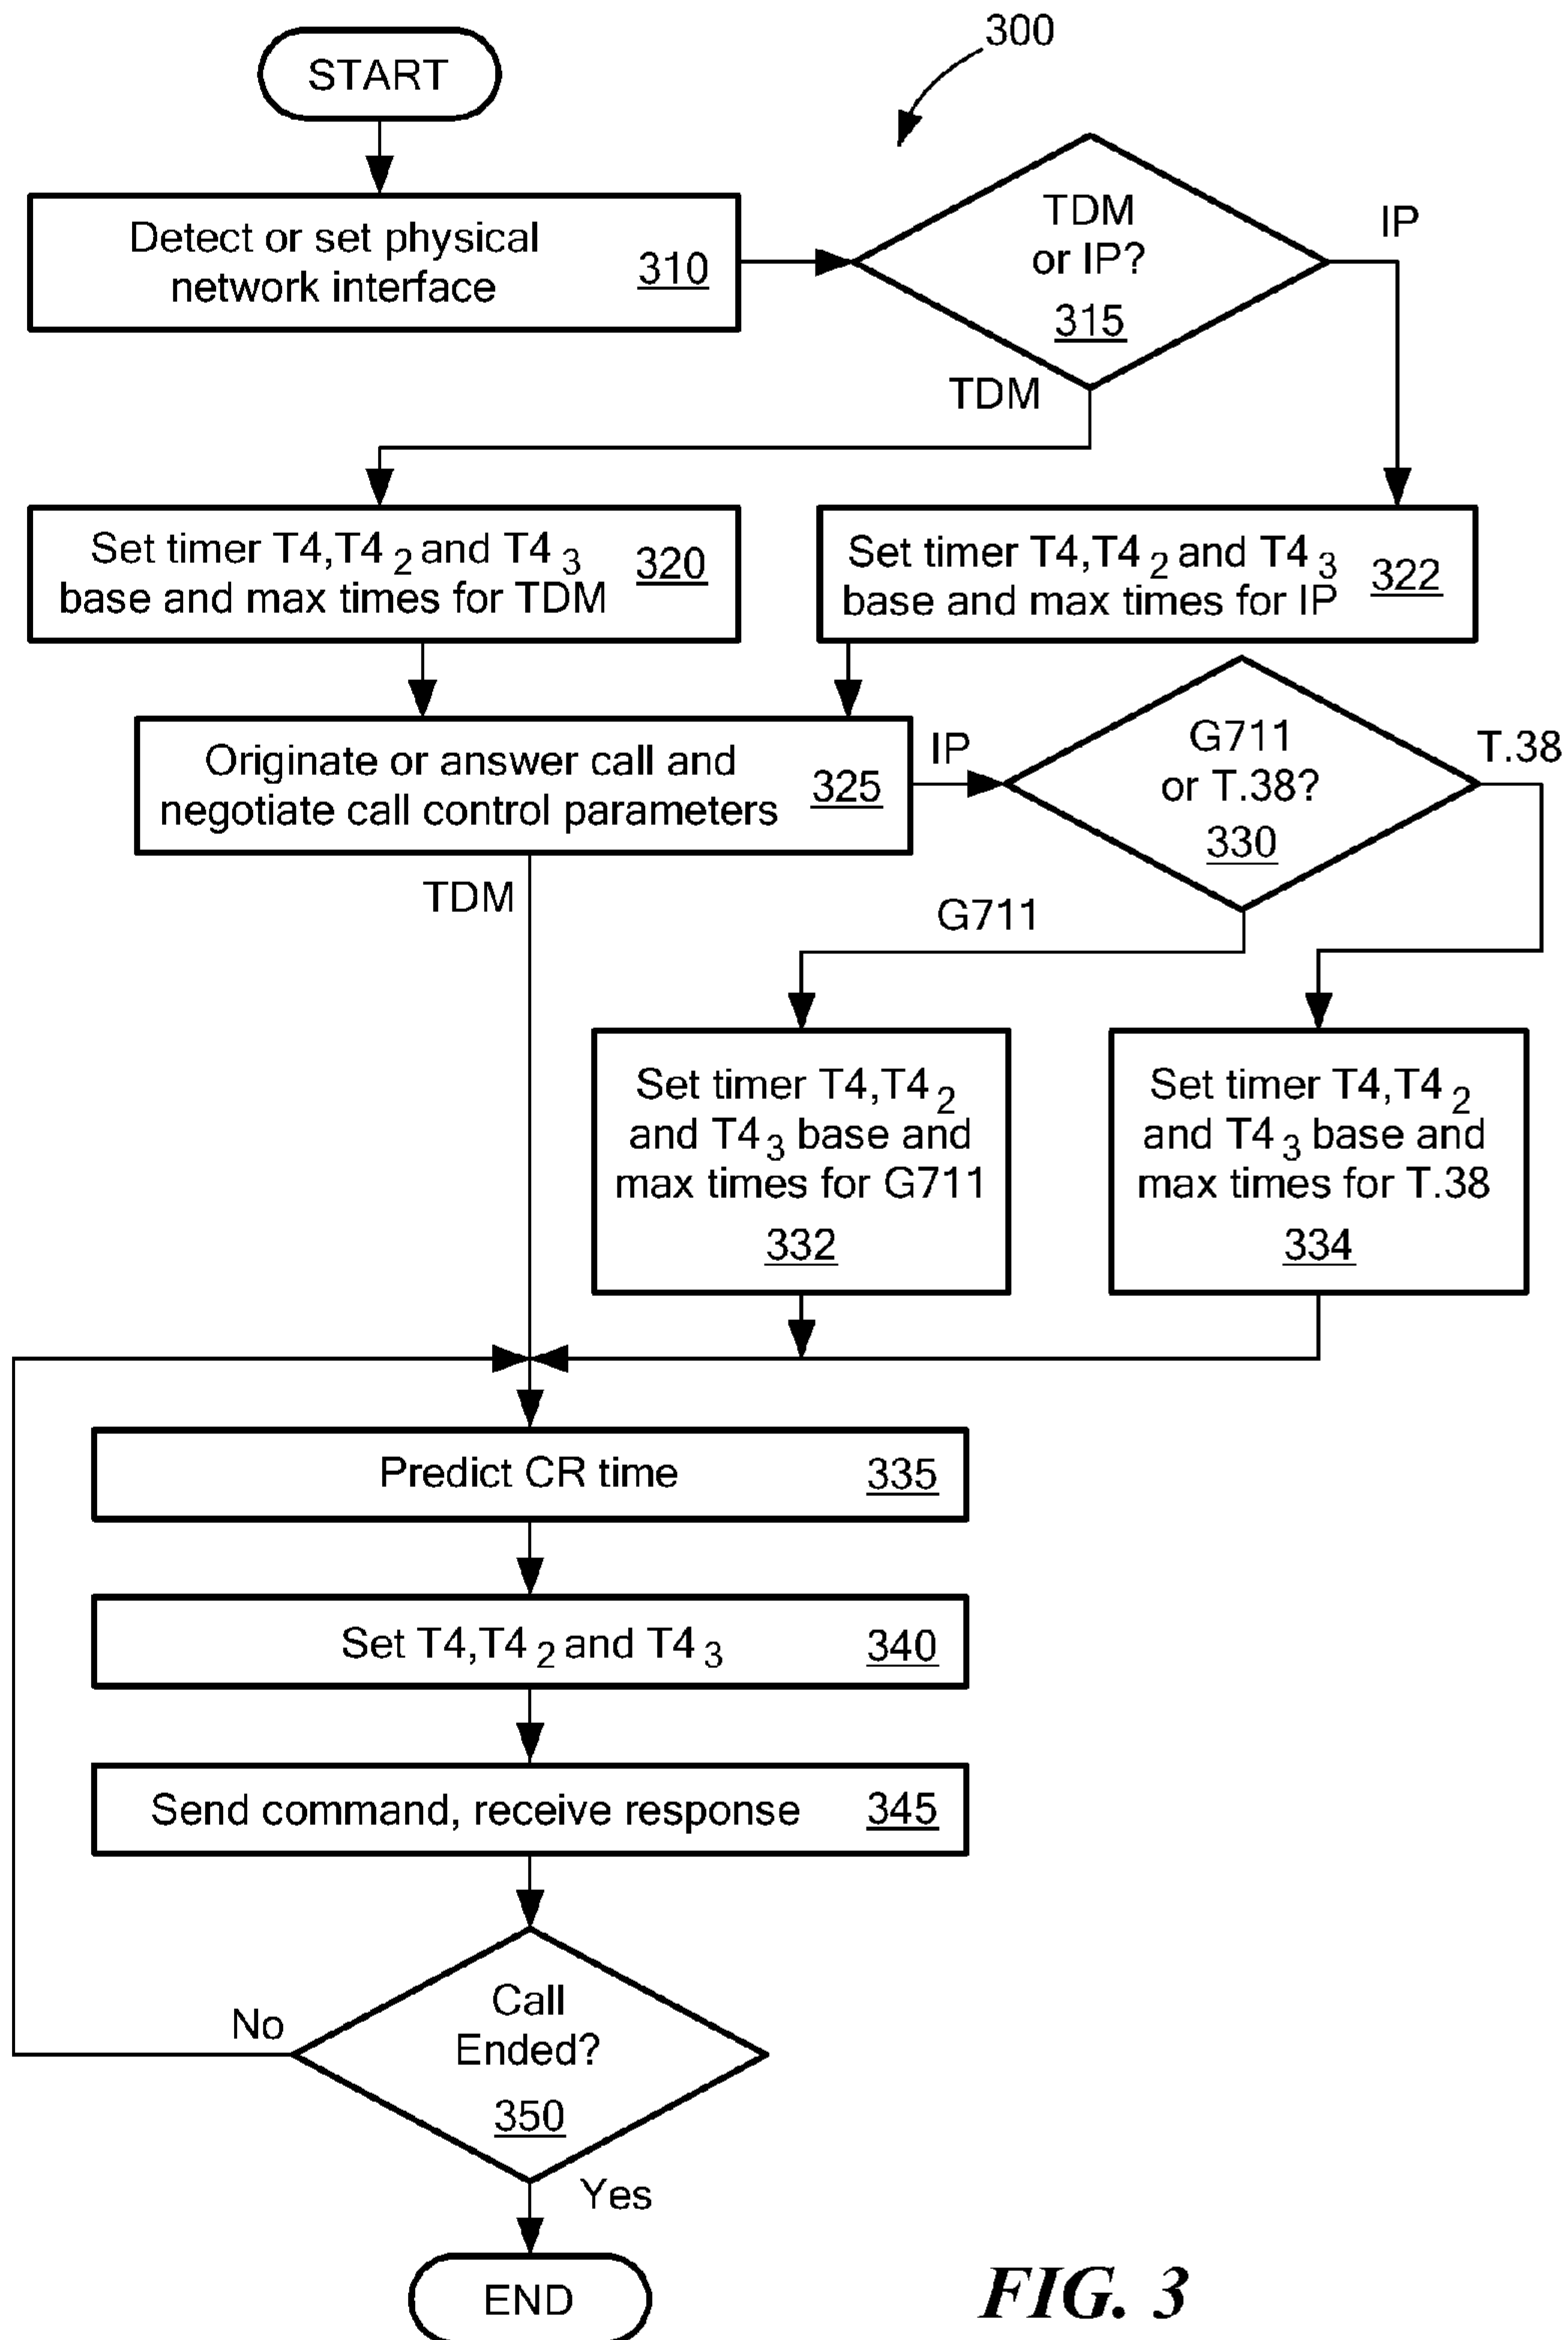 300
START
Detect or set physical
network interface
310
TDM
or IP?
315
IP
TDM
Set timer T4,T4 2 and T4 3
base and max times for TDM
320
Set timer T4,T4 2 and T4 3
base and max times for IP
322
Originate or answer call and
negotiate call control parameters
325
IP
G711
or T.38?
330
T.38
TDM
G711
Set timer T4,T4 2
and T4 3 base and
max times for G711
332
Set timer T4,T4 2
and T4 3 base and
max times for T.38
334
Predict CR time
335
Set T4,T4 2 and T4 3
340
Send command, receive response
345
Call
Ended?
350
No
Yes
END
FIG. 3